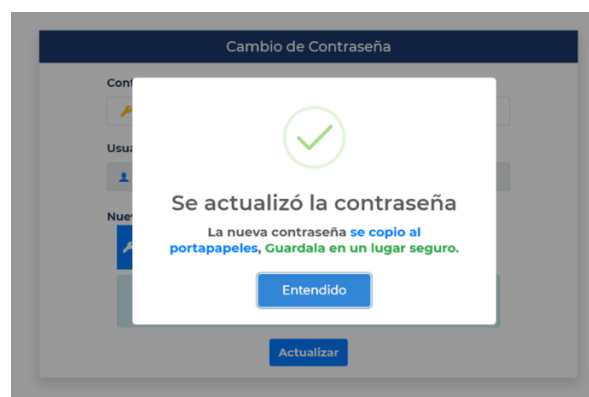 Cambio de Contraseña
Se actualizó la contraseña
La nueva contraseña se copio al
portapapeles, Guardala en un lugar seguro.
Entendido
Actualizar